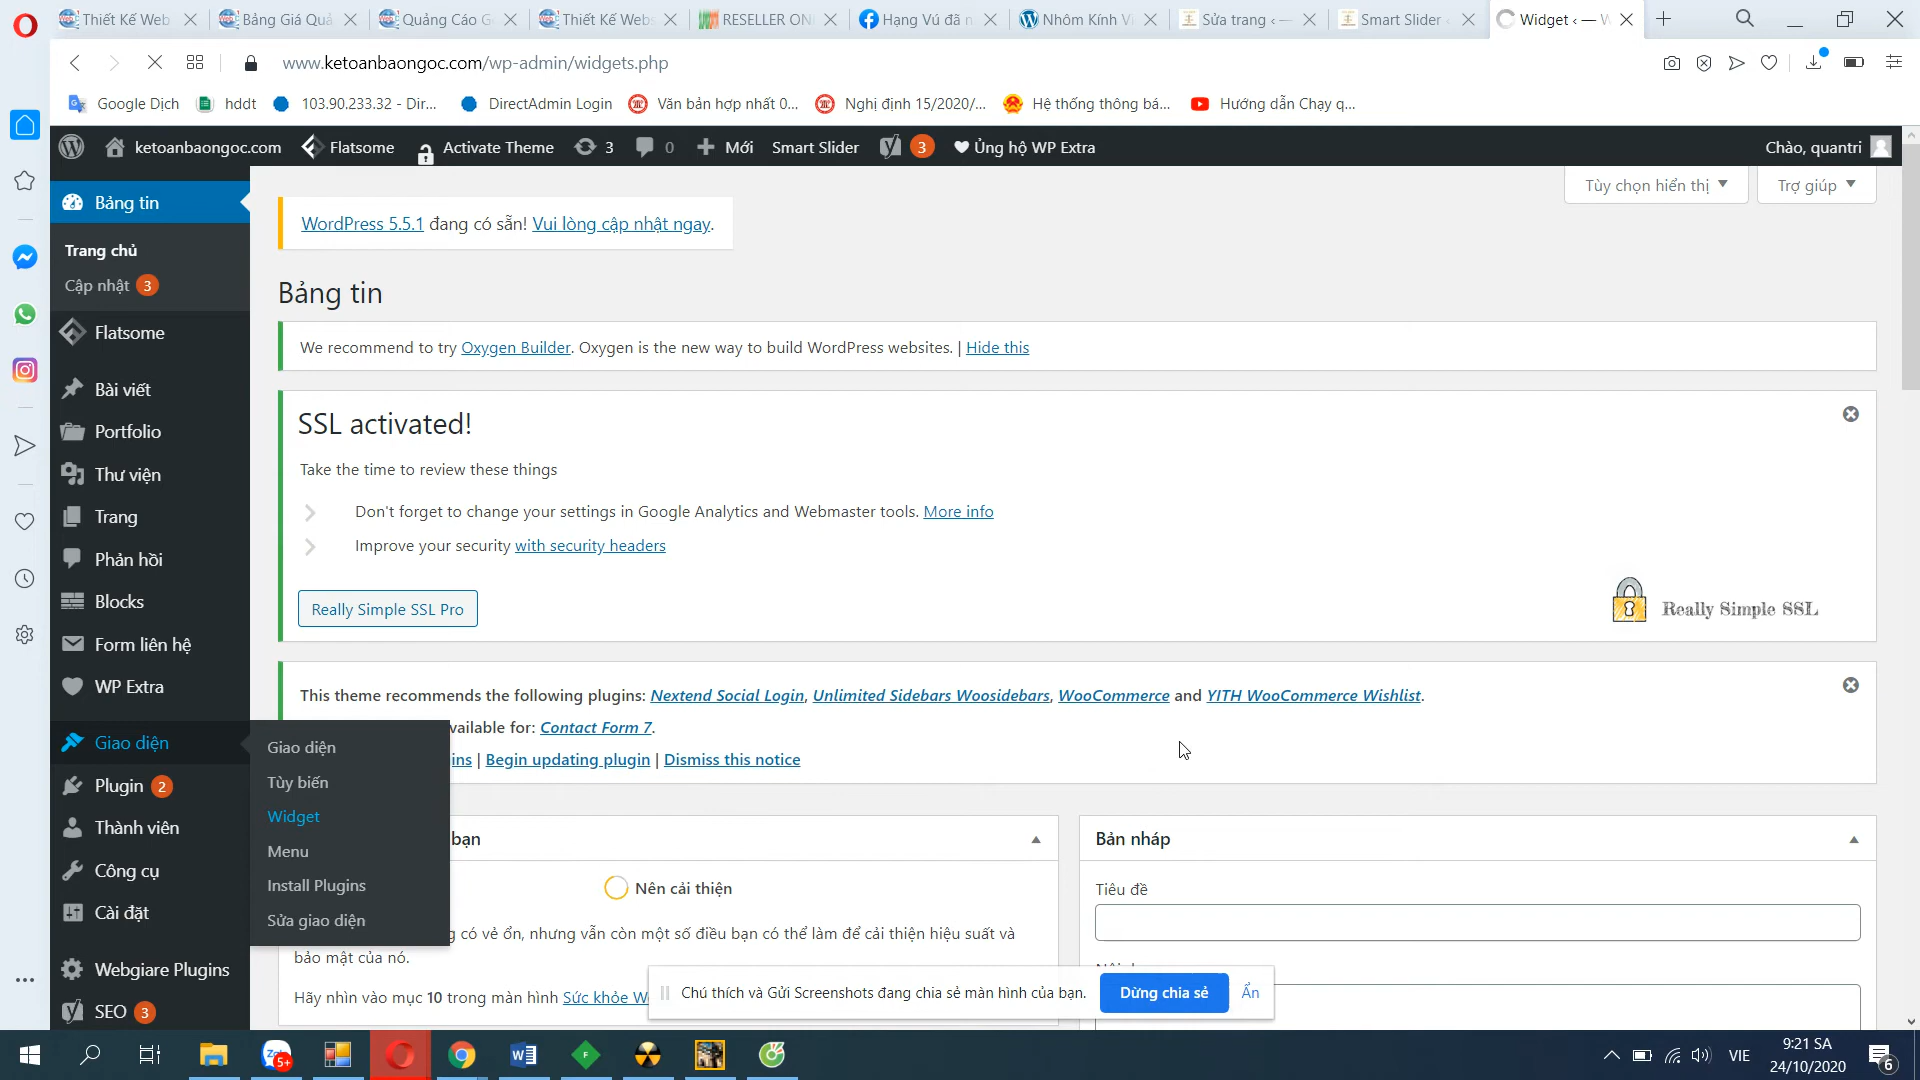 Thiết Kế Web
Bảng Giá Quả
Quảng Cáo G
Thiết Kế Webs
RESELLER ONI
Hạng Vú đã n
Nhôm Kính Vi
Sửa trang ‹ —
Smart Slider ‹
Widget ‹ — W
www.ketoanbaongoc.com/wp-admin/widgets.php
Google Dịch
hddt
103.90.233.32 - Dir...
DirectAdmin Login
Văn bản hợp nhất 0...
Nghị định 15/2020/...
Hệ thống thông bá...
Hướng dẫn Chạy q...
ketoanbaongoc.com
Flatsome
Activate Theme
3
0
Mới
Smart Slider
3
Ủng hộ WP Extra
Chào, quantri
Tùy chọn hiển thị
Trợ giúp
Bảng tin
Trang chủ
Cập nhật 3
Flatsome
Bài viết
Portfolio
Thư viện
Trang
Phản hồi
Blocks
Form liên hệ
WP Extra
Giao diện
Plugin 2
Thành viên
Công cụ
Cài đặt
Webgiare Plugins
SEO 3
Giao diện
Tùy biến
Widget
Menu
Install Plugins
Sửa giao diện
WordPress 5.5.1 đang có sẵn! Vui lòng cập nhật ngay.
Bảng tin
We recommend to try Oxygen Builder. Oxygen is the new way to build WordPress websites. | Hide this
SSL activated!
Take the time to review these things
Don't forget to change your settings in Google Analytics and Webmaster tools. More info
Improve your security with security headers
Really Simple SSL Pro
Really Simple SSL
This theme recommends the following plugins: Nextend Social Login, Unlimited Sidebars Woosidebars, WooCommerce and YITH WooCommerce Wishlist.
vailable for: Contact Form 7.
ins | Begin updating plugin | Dismiss this notice
bạn
Nên cải thiện
có vẻ ổn, nhưng vẫn còn một số điều bạn có thể làm để cải thiện hiệu suất và
bảo mật của nó.
Hãy nhìn vào mục 10 trong màn hình Sức khỏe W
Bản nháp
Tiêu đề
Chú thích và Gửi Screenshots đang chia sẻ màn hình của bạn.
Dừng chia sẻ
Ẩn
5+
VIE
9:21 SA
24/10/2020
6